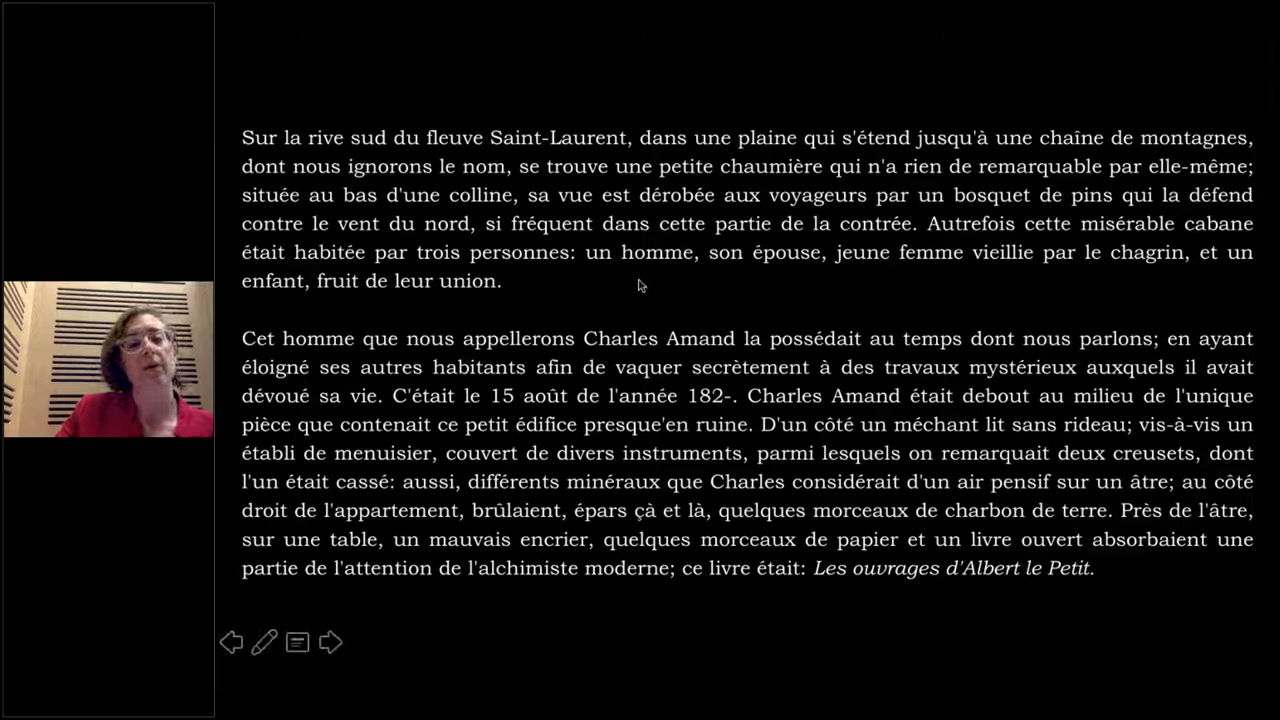 Sur la rive sud du fleuve Saint-Laurent, dans une plaine qui s'étend jusqu'à une chaîne de montagnes,
dont nous ignorons le nom, se trouve une petite chaumière qui n'a rien de remarquable par elle-même;
située au bas d'une colline, sa vue est dérobée aux voyageurs par un bosquet de pins qui la défend
contre le vent du nord, si fréquent dans cette partie de la contrée. Autrefois cette misérable cabane
était habitée par trois personnes: un homme, son épouse, jeune femme vieillie par le chagrin, et un
enfant, fruit de leur union.
Cet homme que nous appellerons Charles Amand la possédait au temps dont nous parlons; en ayant
éloigné ses autres habitants afin de vaquer secrètement à des travaux mystérieux auxquels il avait
dévoué sa vie. C'était le 15 août de l'année 182-. Charles Amand était debout au milieu de l'unique
pièce que contenait ce petit édifice presque'en ruine. D'un côté un méchant lit sans rideau; vis-à-vis un
établi de menuisier, couvert de divers instruments, parmi lesquels on remarquait deux creusets, dont
l'un était cassé: aussi, différents minéraux que Charles considérait d'un air pensif sur un âtre; au côté
droit de l'appartement, brûlaient, épars çà et là, quelques morceaux de charbon de terre. Près de l'âtre,
sur une table, un mauvais encrier, quelques morceaux de papier et un livre ouvert absorbaient une
partie de l'attention de l'alchimiste moderne; ce livre était: Les ouvrages d'Albert le Petit.